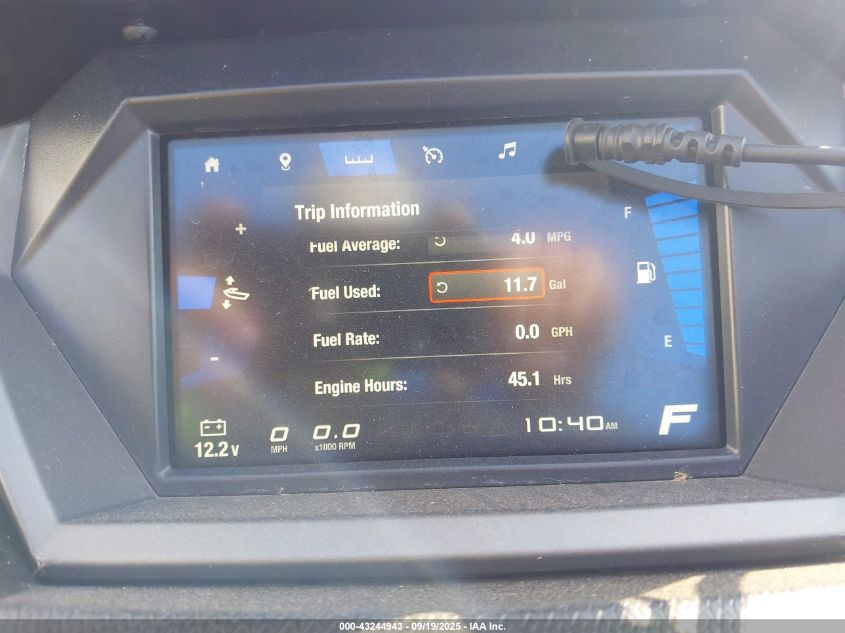 Trip Information
F
Fuel Average: 4.0 MPG
+
Fuel Used: 11.7 Gal
Fuel Rate: 0.0 GPH
E
-
Engine Hours: 45.1 Hrs
12.2 V
0 MPH
0.0 x1000 RPM
10:40 AM
F
000-43244943 - 09/19/2025 - IAA Inc.